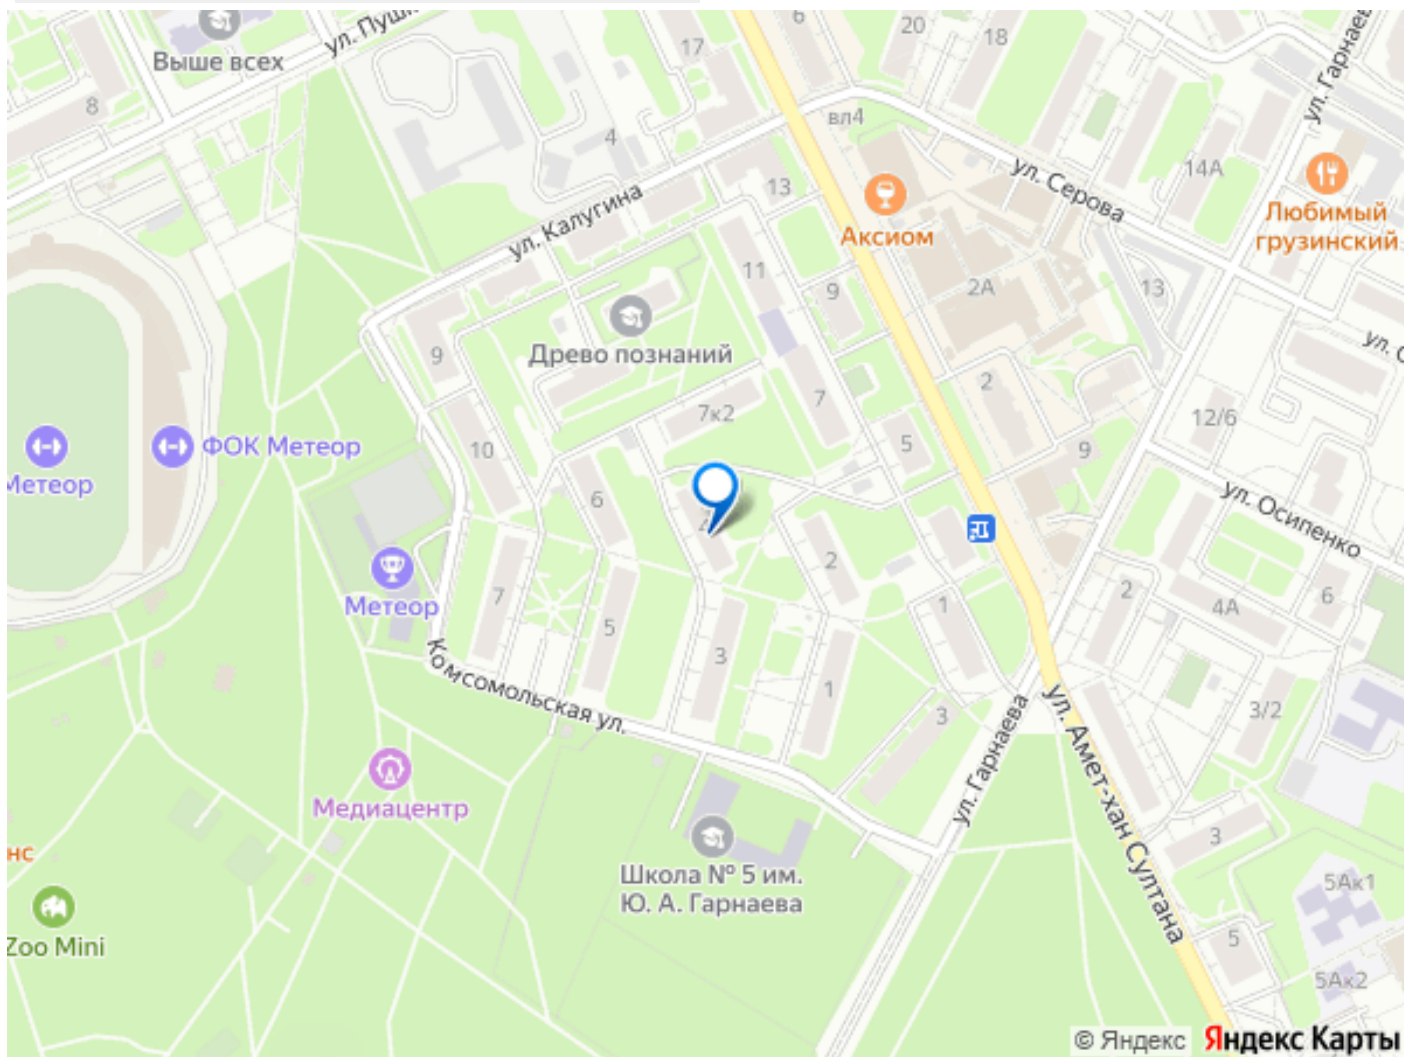 ул. Пушк
Выше всех
8
17
6
20
18
ул. Гарнаева
4
вл4
ул. Серова
14А
Любимый
грузинский
13
Аксиом
ул. Калугина
11
9
2А
13
ул. С
9
Древо познаний
2
7
7к2
12/6
10
5
9
Метеор
ФОК Метеор
6
ул. Осипенко
2
Метеор
7
5
1
2
4А
6
3
1
3
3/2
Комсомольская ул.
ул. Гарнаева
ул. Амет-хан Султана
Медиацентр
нс
Школа № 5 им.
Ю. А. Гарнаева
3
5Ак1
Zoo Mini
5
5Ак2
© Яндекс Яндекс Карты